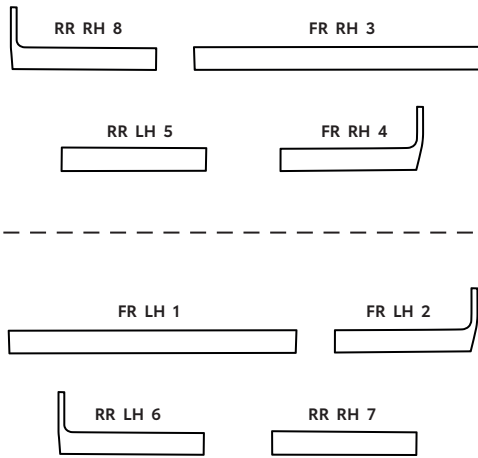 RR RH 8
FR RH 3
RR LH 5
FR RH 4
FR LH 1
FR LH 2
RR LH 6
RR RH 7